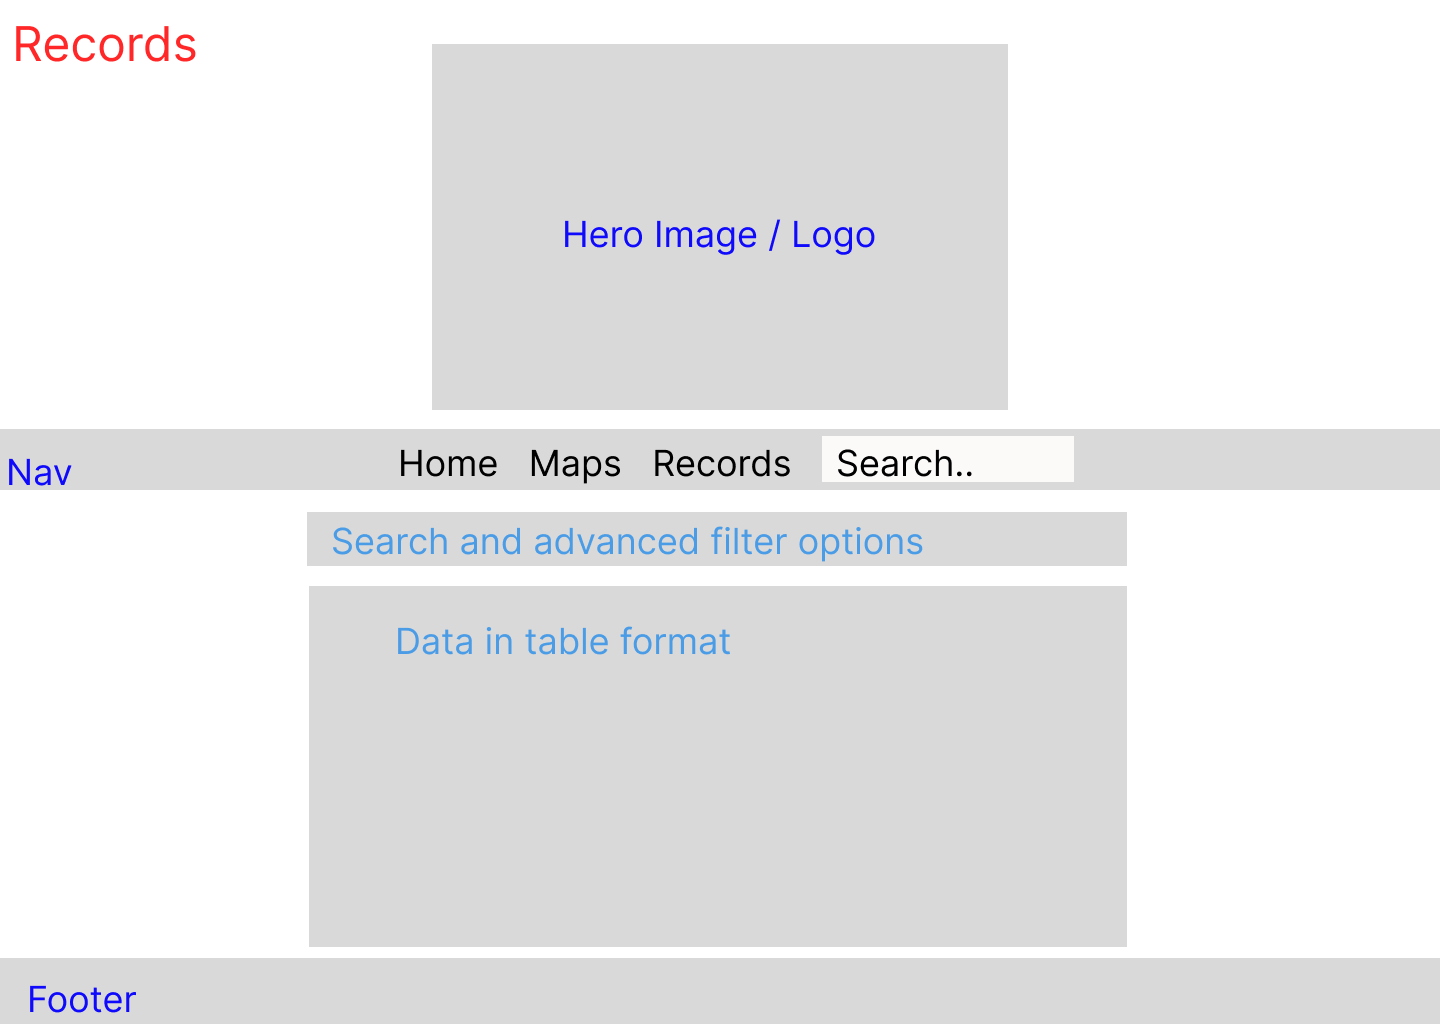 Records
Hero Image / Logo
Nav
Home Maps Records Search..
Search and advanced filter options
Data in table format
Footer